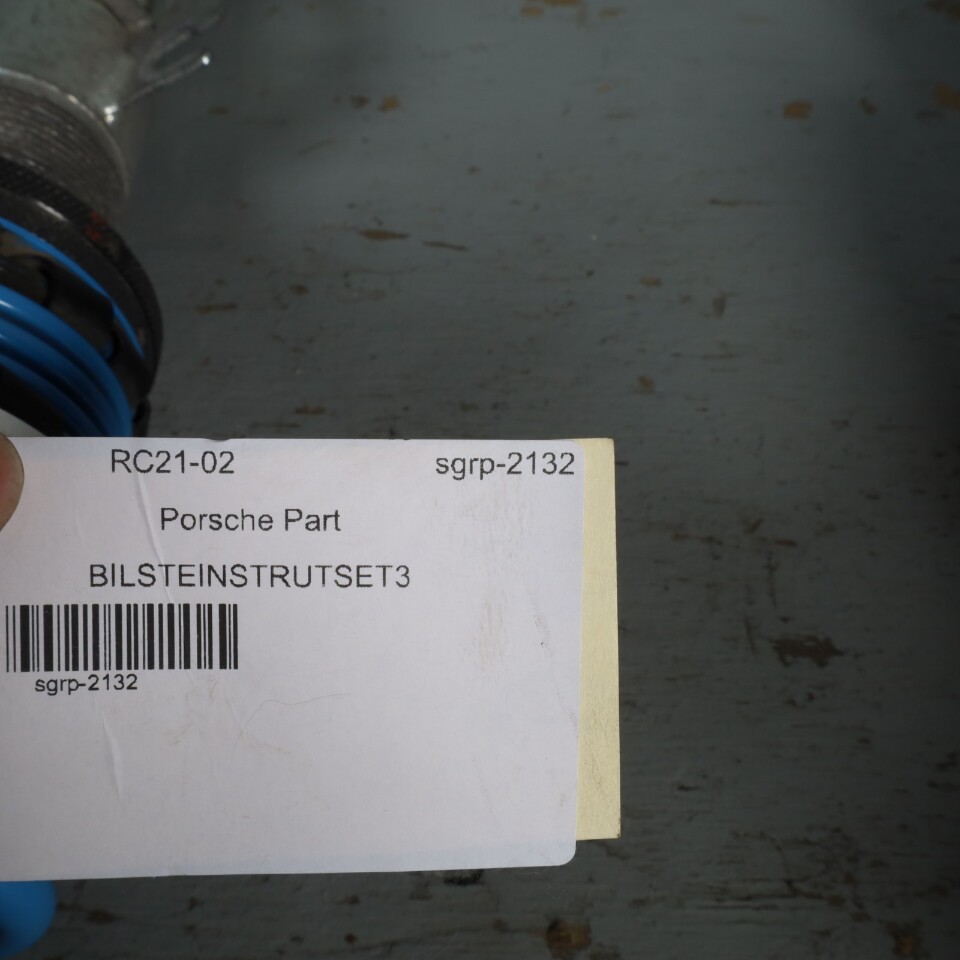 RC21-02 sgrp-2132
Porsche Part
BILSTEINSTRUTSET3
sgrp-2132